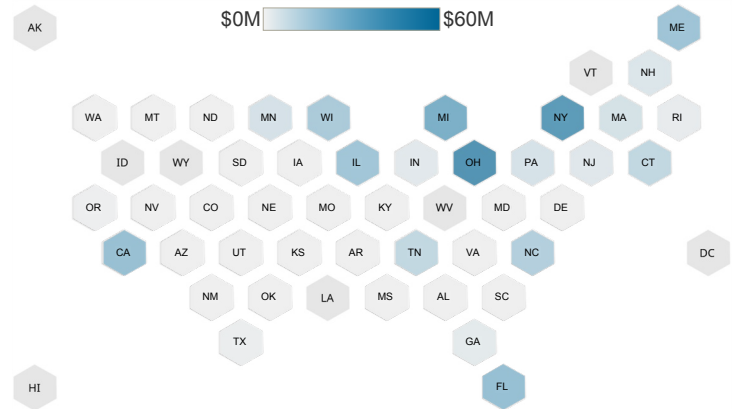 $0M $60M
AK ME
VT NH
WA MT ND MN WI MI NY MA RI
ID WY SD IA IL IN OH PA NJ CT
OR NV CO NE MO KY WV MD DE
CA AZ UT KS AR TN VA NC DC
NM OK LA MS AL SC
TX GA
HI FL